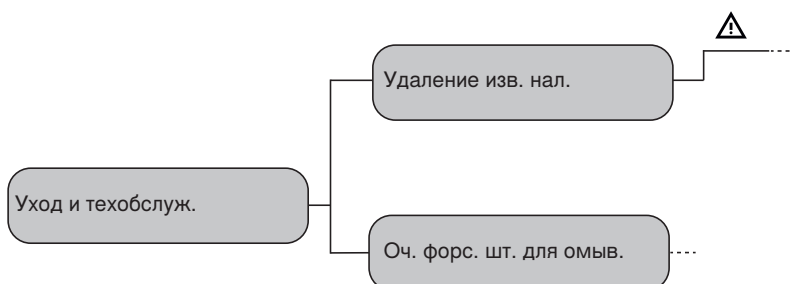 Удаление изв. нал.
Уход и техобслуж.
Оч. форс. шт. для омыв.